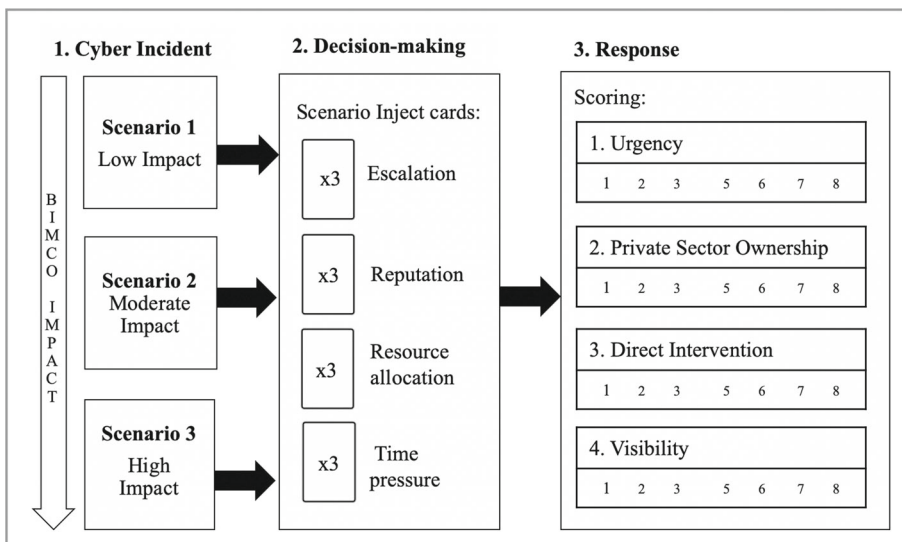 1. Cyber Incident
BIMCO IMPACT
Scenario 1
Low Impact
Scenario 2
Moderate
Impact
Scenario 3
High
Impact
2. Decision-making
Scenario Inject cards:
x3 Escalation
x3 Reputation
x3 Resource
allocation
x3 Time
pressure
3. Response
Scoring:
1. Urgency
1 2 3 5 6 7 8
2. Private Sector Ownership
1 2 3 5 6 7 8
3. Direct Intervention
1 2 3 5 6 7 8
4. Visibility
1 2 3 5 6 7 8